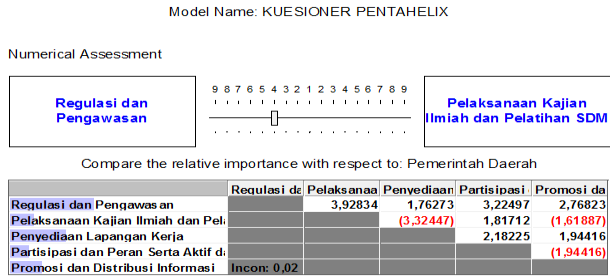 Model Name: KUESIONER PENTAHELIX
Numerical Assessment
Regulasi dan
Pengawasan
9 8 7 6 5 4 3 2 1 2 3 4 5 6 7 8 9
Pelaksanaan Kajian
Ilmiah dan Pelatihan SDM
Compare the relative importance with respect to: Pemerintah Daerah
Regulasi da Pelaksanaa Penyediaan Partisipasi Promosi da
Regulasi dan Pengawasan 3,92834 1,76273 3,22497 2,76823
Pelaksanaan Kajian Ilmiah dan Pela (3,32447) 1,81712 (1,61887)
Penyediaan Lapangan Kerja 2,18225 1,94416
Partisipasi dan Peran Serta Aktif da (1,94416)
Promosi dan Distribusi Informasi Incon: 0,02